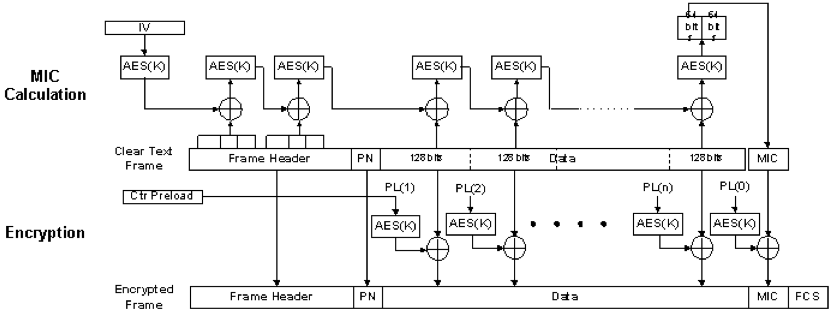 IV
64 bits 64 bits
AES(K) AES(K) AES(K) AES(K) AES(K) AES(K)
MIC
Calculation
Clear Text
Frame
Frame Header PN 128 bits 128 bits Data 128 bits MIC
Ctr Preload PL(1) PL(2) PL(n) PL(0)
AES(K) AES(K) AES(K) AES(K)
Encryption
Encrypted
Frame
Frame Header PN Data MIC FCS